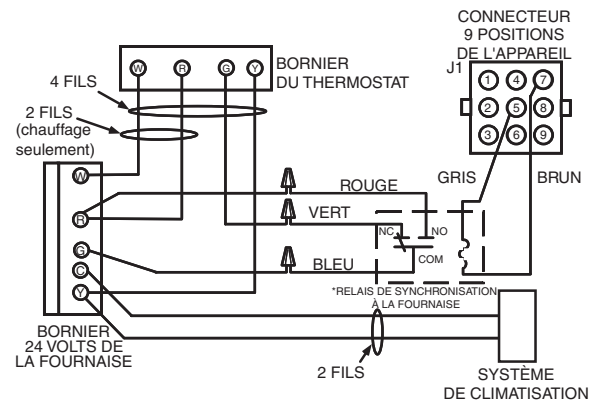 CONNECTEUR
9 POSITIONS
DE L'APPAREIL
J1
1 4 7
2 5 8
3 6 9
BORNIER
DU THERMOSTAT
W R G Y
4 FILS
2 FILS
(chauffage
seulement)
W
R
G
C
Y
BORNIER
24 VOLTS DE
LA FOURNAISE
ROUGE
VERT
BLEU
GRIS
BRUN
NC
NO
COM
*RELAIS DE SYNCHRONISATION
À LA FOURNAISE
2 FILS
SYSTÈME
DE CLIMATISATION